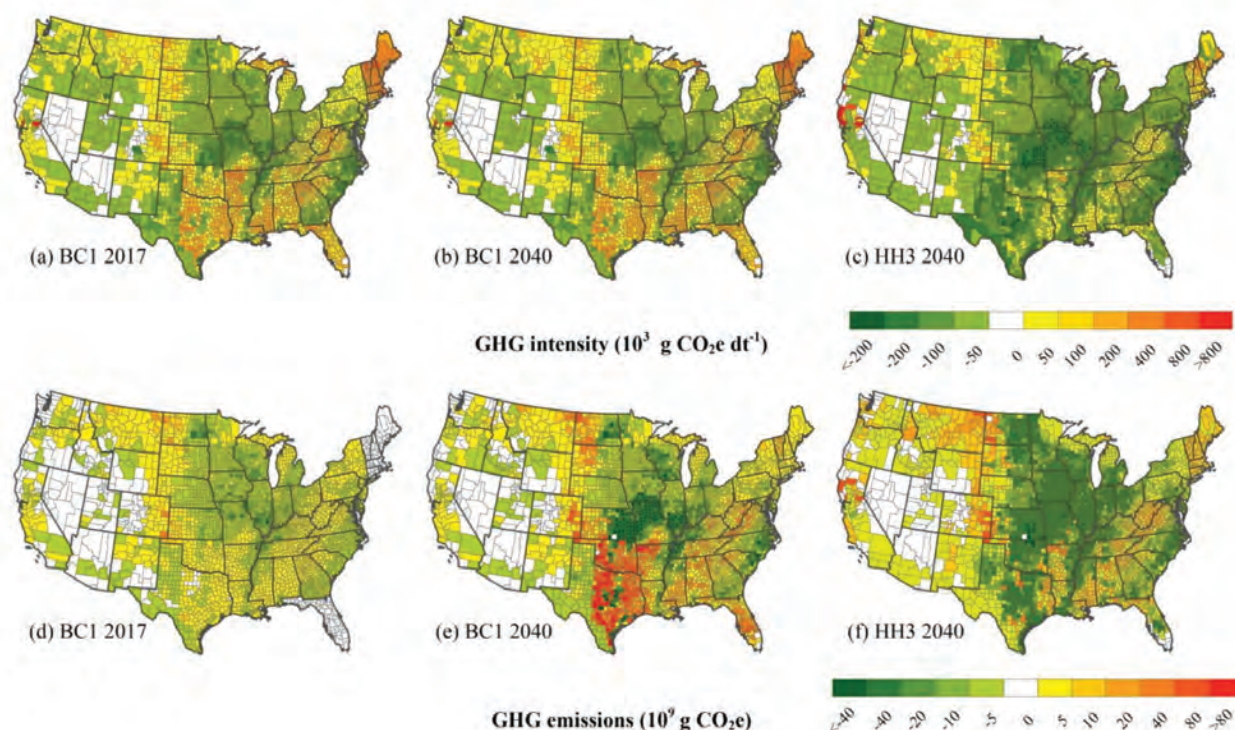 (a) BC1 2017
(b) BC1 2040
(c) HH3 2040
GHG intensity (10³ g CO₂e dt⁻¹)
<-200 -200 -100 -50 0 50 100 200 400 800 >800
(d) BC1 2017
(e) BC1 2040
(f) HH3 2040
GHG emissions (10⁹ g CO₂e)
<-40 -40 -20 -10 -5 0 5 10 20 40 80 >80